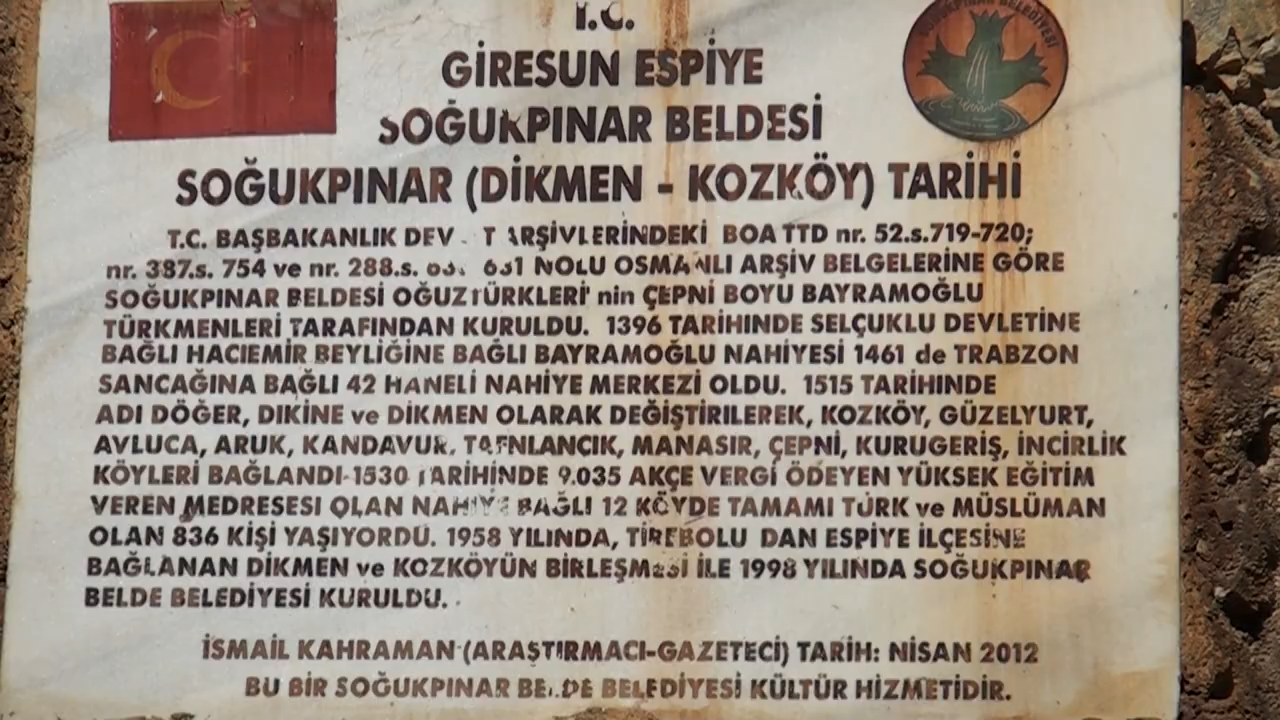 T.C.
SOĞUKPINAR BELEDİYESİ
GİRESUN ESPİYE
SOĞUKPINAR BELDESİ
SOĞUKPINAR (DİKMEN - KOZKÖY) TARİHİ
T.C. BAŞBAKANLIK DEV T ARŞİVLERİNDEKİ BOA TTD nr. 52.s.719-720;
nr. 387.s. 754 ve nr. 288.s. 631 NOLU OSMANLI ARŞİV BELGELERİNE GÖRE
SOĞUKPINAR BELDESİ OĞUZ TÜRKLERİ' nin ÇEPNİ BOYU BAYRAMOĞLU
TÜRKMENLERİ TARAFINDAN KURULDU. 1396 TARİHINDE SELÇUKLU DEVLETİNE
BAĞLI HACIEMİR BEYLİĞİNE BAĞLI BAYRAMOĞLU NAHİYESİ 1461 de TRABZON
SANCAĞINA BAĞLI 42 HANELİ NAHİYE MERKEZİ OLDU. 1515 TARİHINDE
ADI DÖĞER, DIKİNE ve DİKMEN OLARAK DEĞİŞTİRİLEREK, KOZKÖY, GÜZELYURT,
AVLUCA, ARUK, KANDAVUR, MANASIR, ÇEPNİ, KURUGERİŞ, İNCİRLİK
KÖYLERİ BAĞLANDI-1530 TARİHİNDE 9.035 AKÇE VERGİ ÖDEYEN YÜKSEK EĞİTİM
VEREN MEDRESESİ OLAN NAHİYE BAĞLI 12 KÖYDE TAMAMI TÜRK ve MÜSLÜMAN
OLAN 836 KİŞİ YAŞIYORDU. 1958 YILINDA, TİREBOLU DAN ESPİYE İLÇESİNE
BAĞLANAN DİKMEN ve KOZKÖYÜN BİRLEŞMESİ İLE 1998 YILINDA SOĞUKPINAR
BELDE BELEDİYESİ KURULDU.
İSMAİL KAHRAMAN (ARAŞTIRMACI-GAZETECİ) TARİH: NİSAN 2012
BU BİR SOĞUKPINAR BELDE BELEDİYESİ KÜLTÜR HİZMETİDİR.